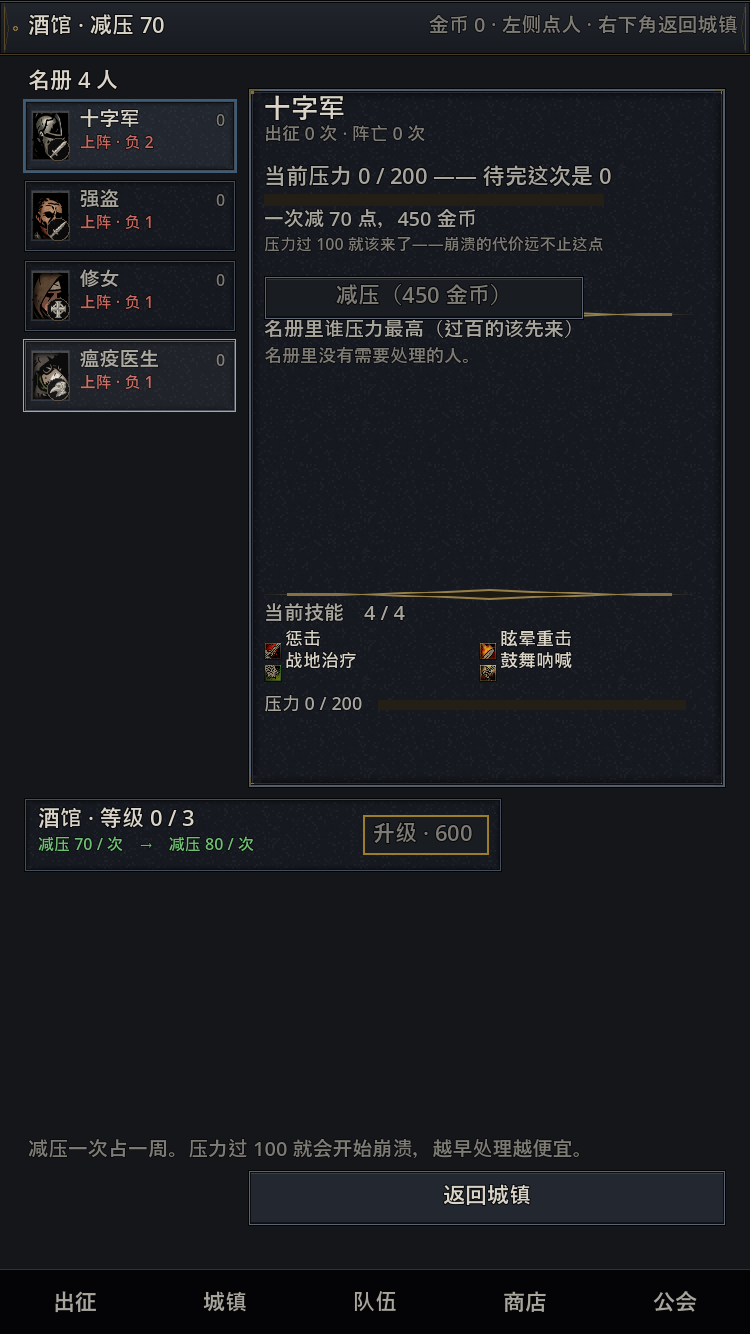 酒馆 · 减压 70
金币 0 · 左侧点人 · 右下角返回城镇
名册 4 人
十字军 0
上阵 · 负 2
强盗 0
上阵 · 负 1
修女 0
上阵 · 负 1
瘟疫医生 0
上阵 · 负 1
十字军
出征 0 次 · 阵亡 0 次
当前压力 0 / 200 —— 待完这次是 0
一次减 70 点，450 金币
压力过 100 就该来了——崩溃的代价远不止这点
减压（450 金币）
名册里谁压力最高（过百的该先来）
名册里没有需要处理的人。
当前技能 4 / 4
惩击 眩晕重击
战地治疗 鼓舞呐喊
压力 0 / 200
酒馆 · 等级 0 / 3
减压 70 / 次 → 减压 80 / 次
升级 · 600
减压一次占一周。压力过 100 就会开始崩溃，越早处理越便宜。
返回城镇
出征 城镇 队伍 商店 公会